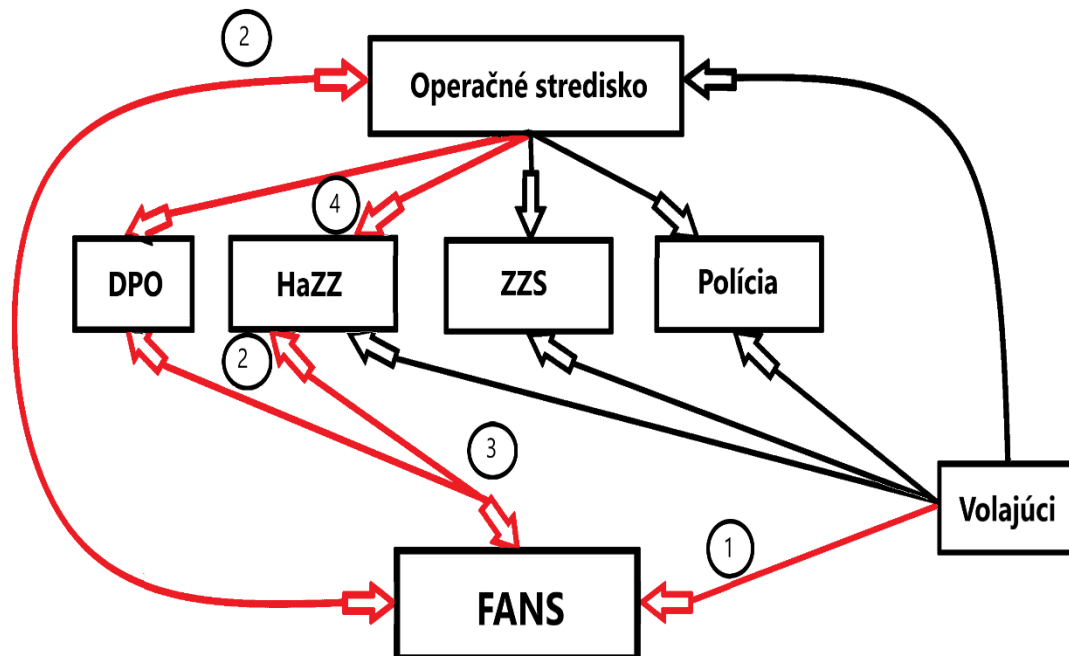 2
Operačné stredisko
4
DPO
HaZZ
ZZS
Polícia
2
3
Volajúci
1
FANS